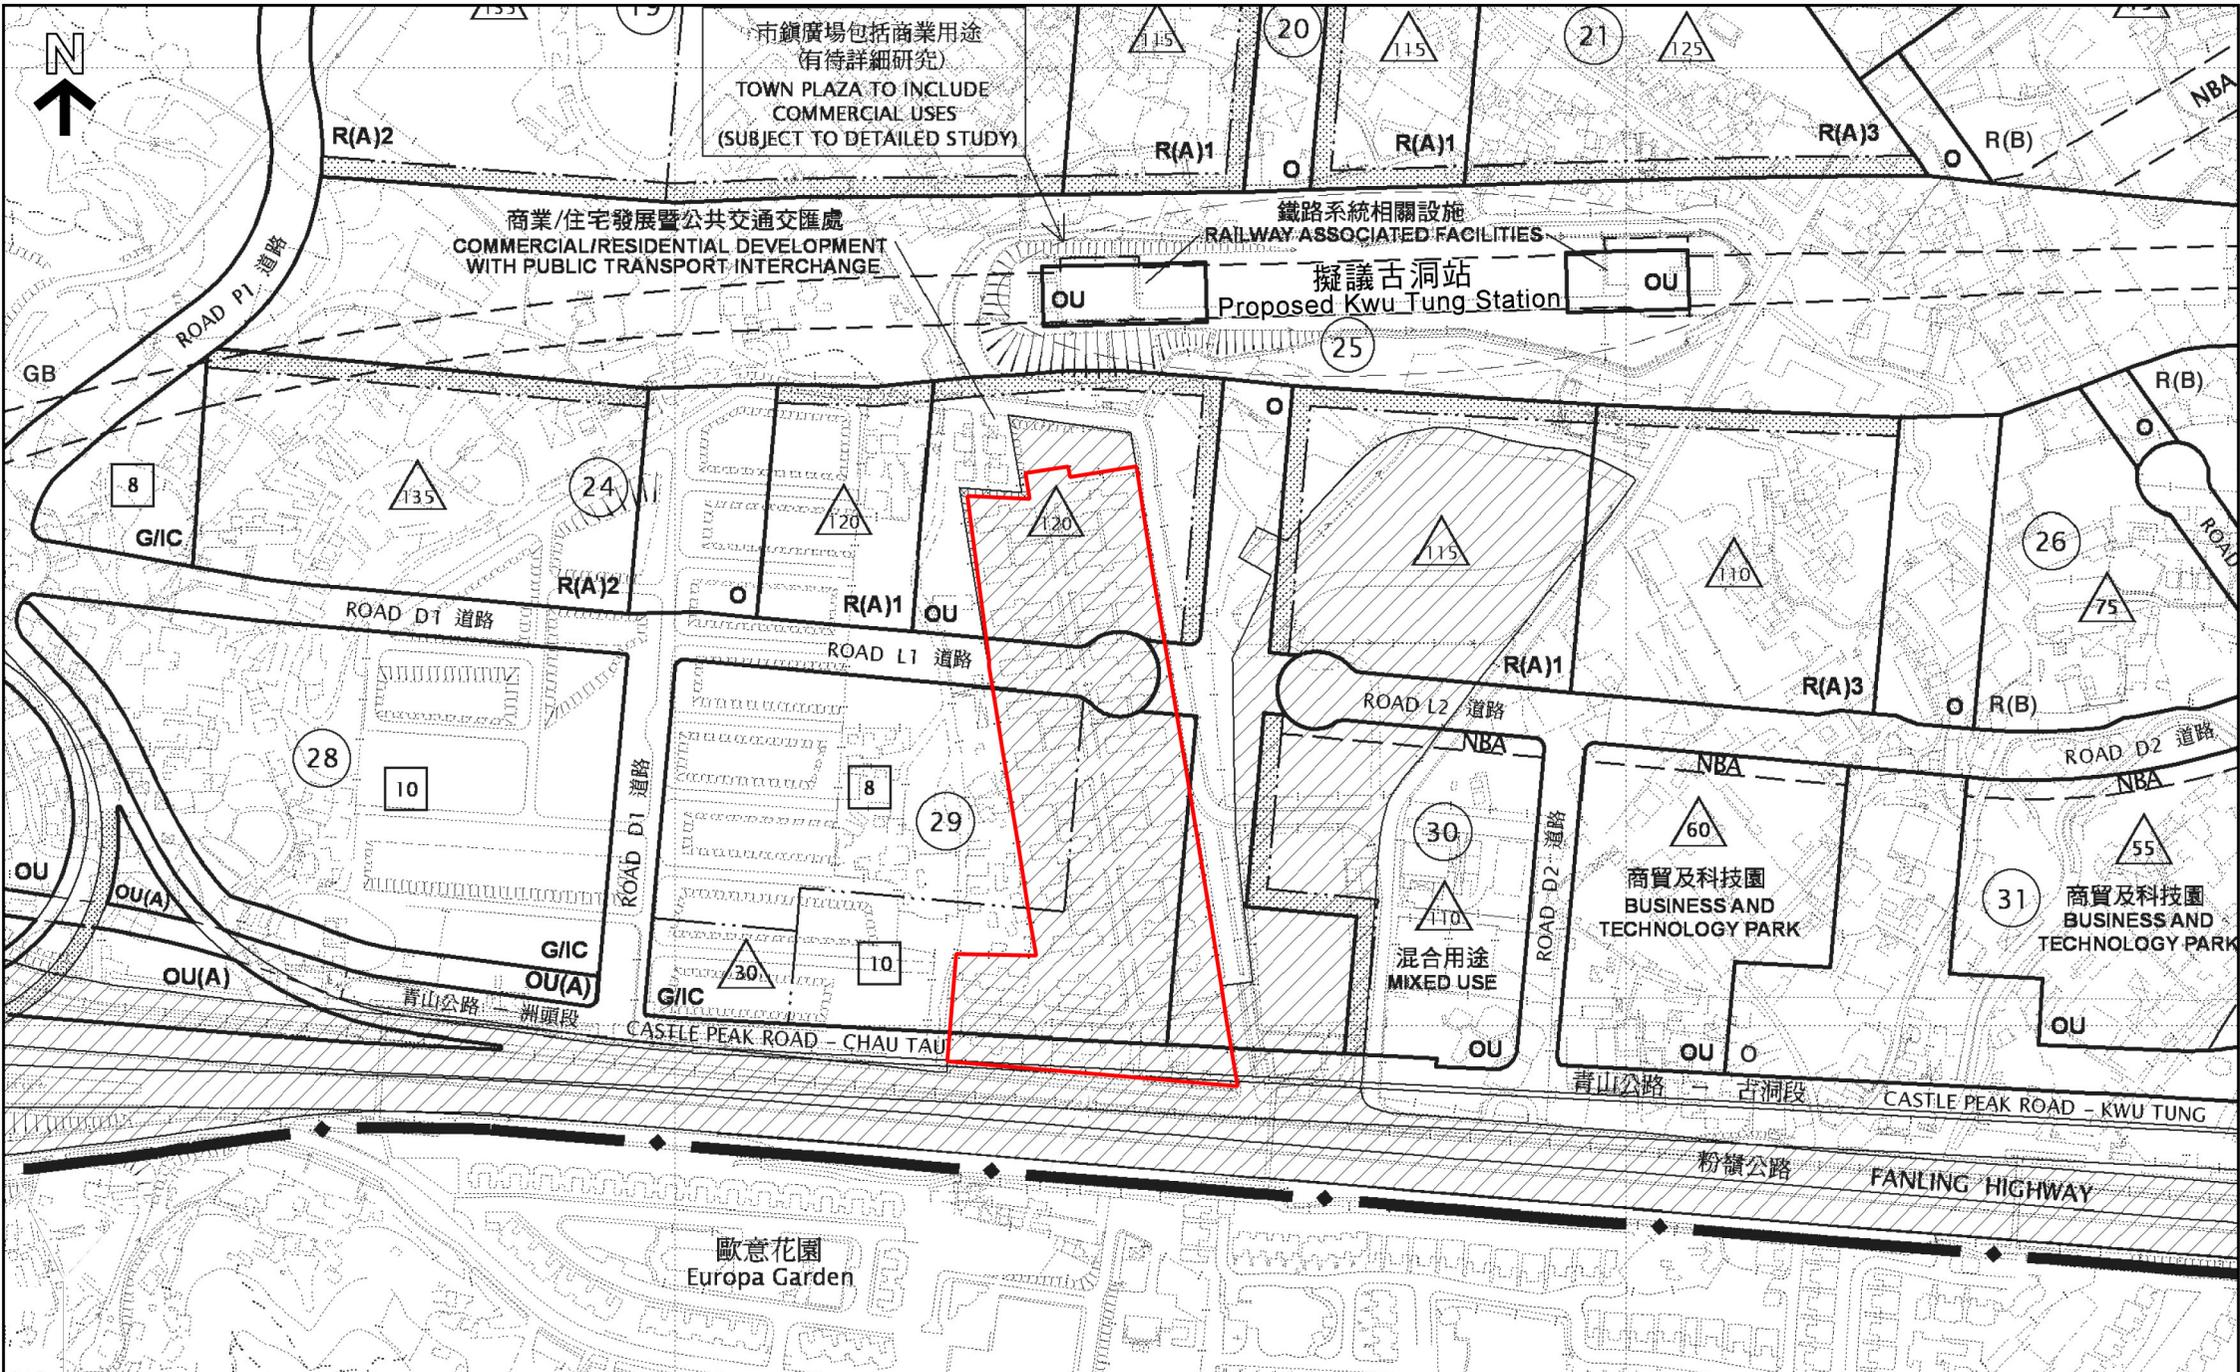 N
135
19
市鎮廣場包括商業用途
(有待詳細研究)
TOWN PLAZA TO INCLUDE
COMMERCIAL USES
(SUBJECT TO DETAILED STUDY)
115
20
115
21
125
NBA
R(A)2
R(A)1
O
R(A)1
R(A)3
O
R(B)
商業/住宅發展暨公共交通交匯處
COMMERCIAL/RESIDENTIAL DEVELOPMENT
WITH PUBLIC TRANSPORT INTERCHANGE
鐵路系統相關設施
RAILWAY ASSOCIATED FACILITIES
擬議古洞站
Proposed Kwu Tung Station
OU
OU
25
ROAD P1 道路
GB
8
G/IC
135
24
R(A)2
O
120
R(A)1
OU
120
O
115
R(A)1
110
R(A)3
O
R(B)
R(B)
O
26
75
ROAD
ROAD D1 道路
ROAD L1 道路
ROAD L2 道路
ROAD D2 道路
NBA
NBA
NBA
28
10
ROAD D1 道路
8
29
30
110
混合用途
MIXED USE
OU
ROAD D2 道路
60
商貿及科技園
BUSINESS AND
TECHNOLOGY PARK
OU
O
55
31
商貿及科技園
BUSINESS AND
TECHNOLOGY PARK
OU
OU
OU(A)
OU(A)
G/IC
OU(A)
30
10
G/IC
青山公路 － 洲頭段
CASTLE PEAK ROAD - CHAU TAU
青山公路 － 古洞段
CASTLE PEAK ROAD - KWU TUNG
粉嶺公路 FANLING HIGHWAY
歐意花園
Europa Garden